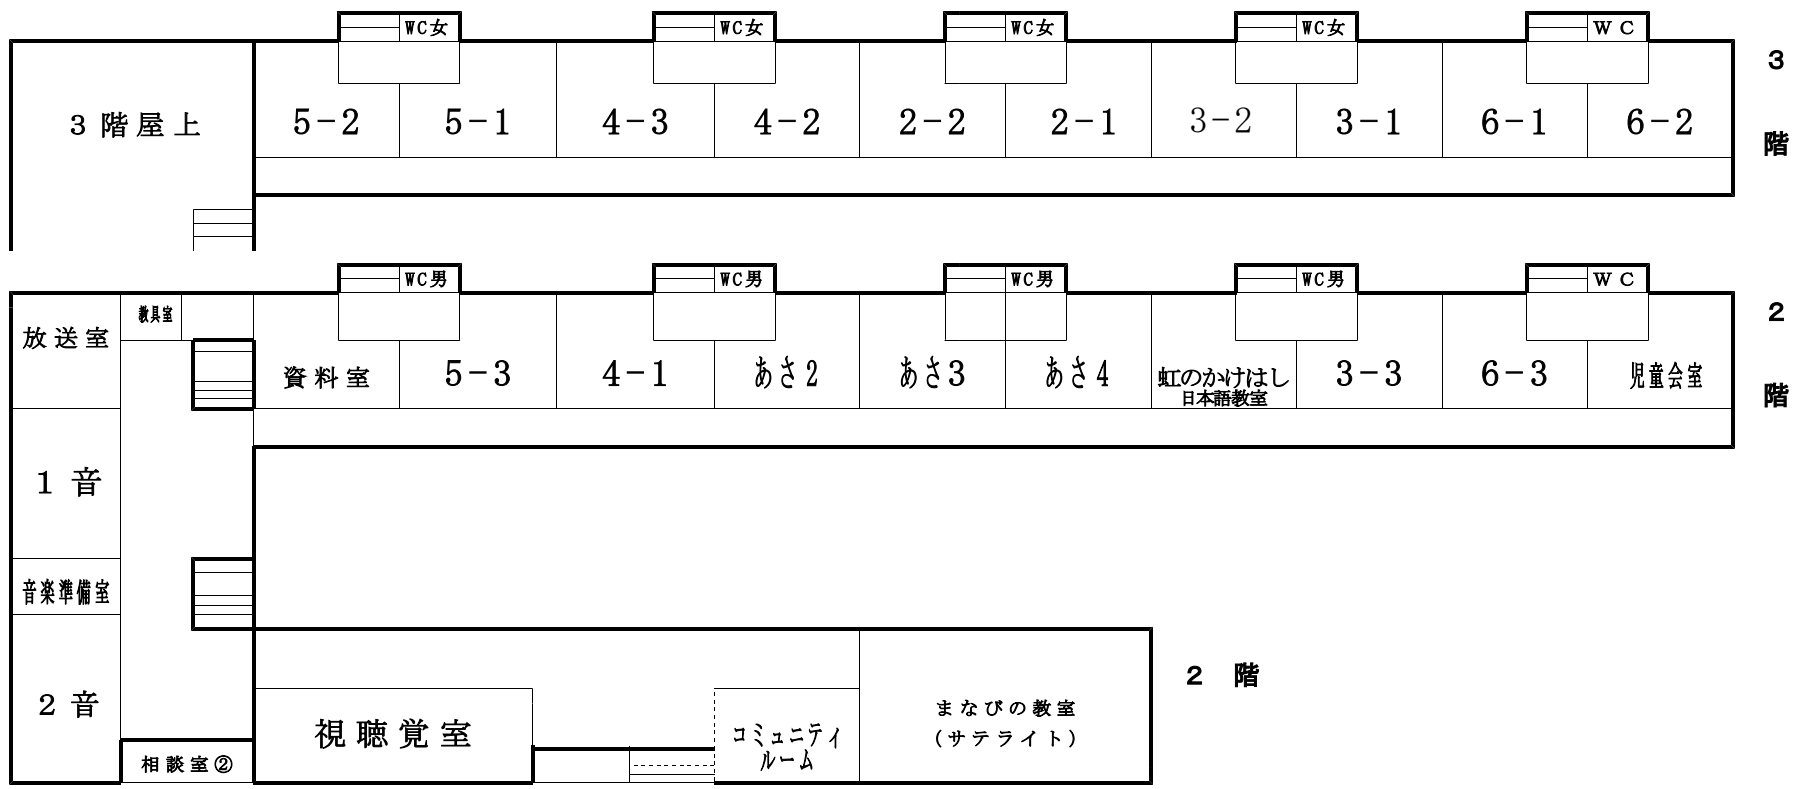 WC女 WC女 WC女 WC女 ＷＣ
３階屋上 5－2 5－1 4－3 4－2 2－2 2－1 3－2 3－1 6－1 6－2
３階
WC男 WC男 WC男 WC男 ＷＣ
放送室 教具室
資料室 5－3 4－1 あさ2 あさ3 あさ4 虹のかけはし 3－3 6－3 児童会室
日本語教室
２階
１音
音楽準備室
２音
相談室②
視聴覚室
コミュニティ
ルーム
まなびの教室
(サテライト)
２ 階